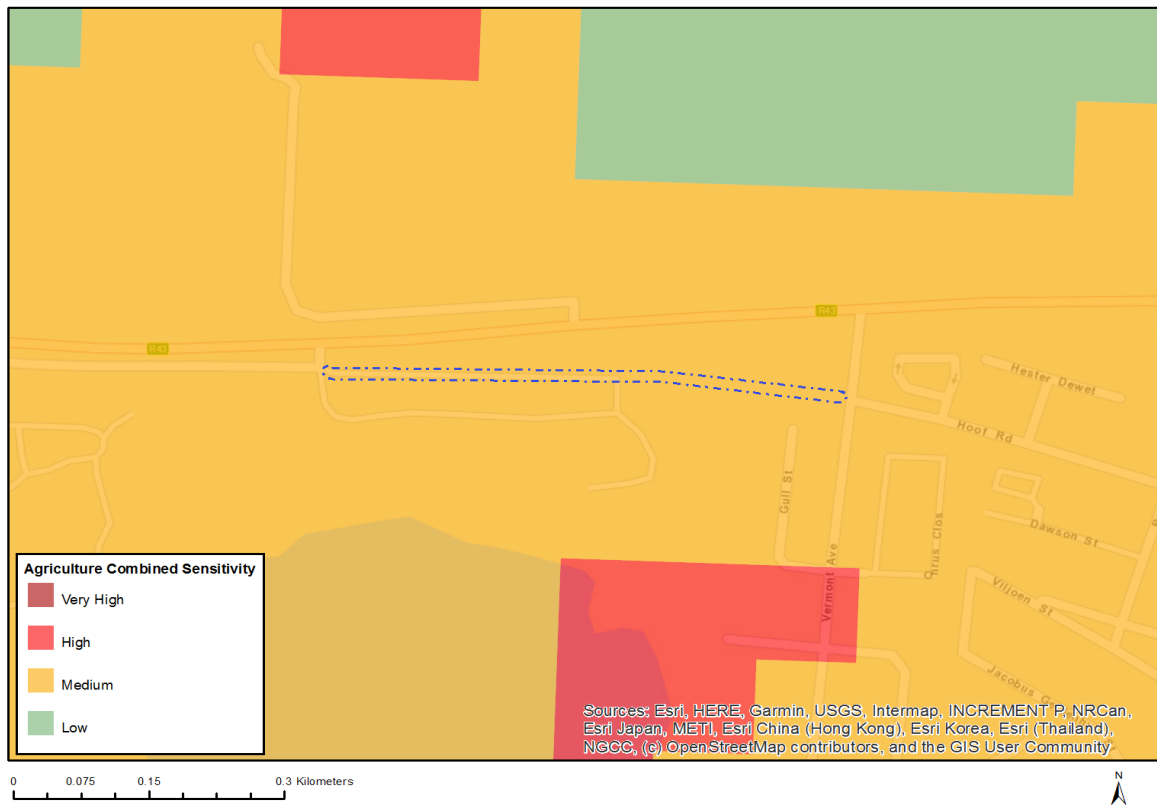 R43
R43
Hester Dewet
Hoof Rd
Gull St
Dawson St
Vermont Ave
Viljoen St
Agriculture Combined Sensitivity
Very High
High
Medium
Low
Sources: Esri, HERE, Garmin, USGS, Intermap, INCREMENT P, NRCan,
Esri Japan, METI, Esri China (Hong Kong), Esri Korea, Esri (Thailand),
NGCC, (c) OpenStreetMap contributors, and the GIS User Community
0 0.075 0.15 0.3 Kilometers
N